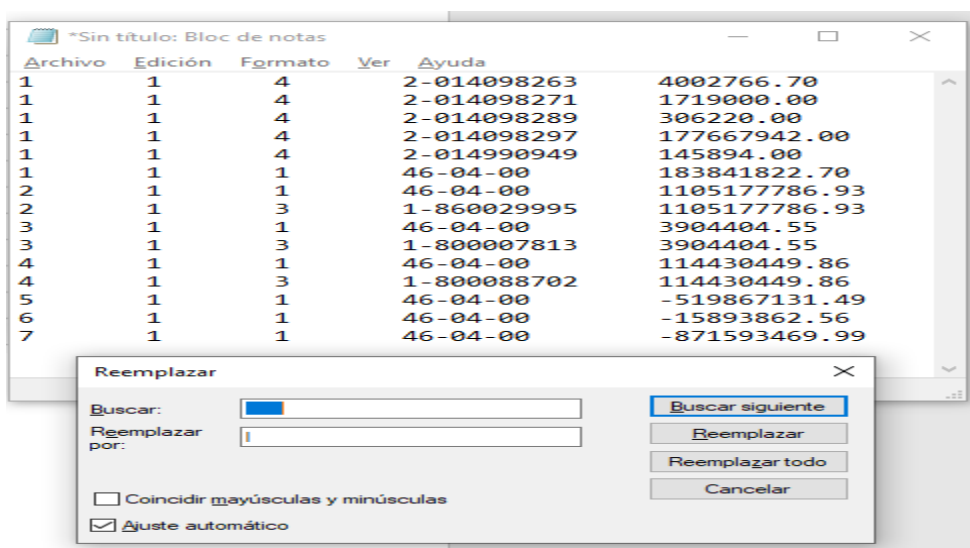 *Sin título: Bloc de notas
Archivo Edición Formato Ver Ayuda
1 1 4 2-014098263 4002766.70
1 1 4 2-014098271 1719000.00
1 1 4 2-014098289 306220.00
1 1 4 2-014098297 177667942.00
1 1 4 2-014990949 145894.00
1 1 1 46-04-00 183841822.70
2 1 1 46-04-00 1105177786.93
2 1 3 1-860029995 1105177786.93
3 1 1 46-04-00 3904404.55
3 1 3 1-800007813 3904404.55
4 1 1 46-04-00 114430449.86
4 1 3 1-800088702 114430449.86
5 1 1 46-04-00 -519867131.49
6 1 1 46-04-00 -15893862.56
7 1 1 46-04-00 -871593469.99
Reemplazar
Buscar: Buscar siguiente
Reemplazar por: Reemplazar
Reemplazar todo
Cancelar
Coincidir mayúsculas y minúsculas
Ajuste automático